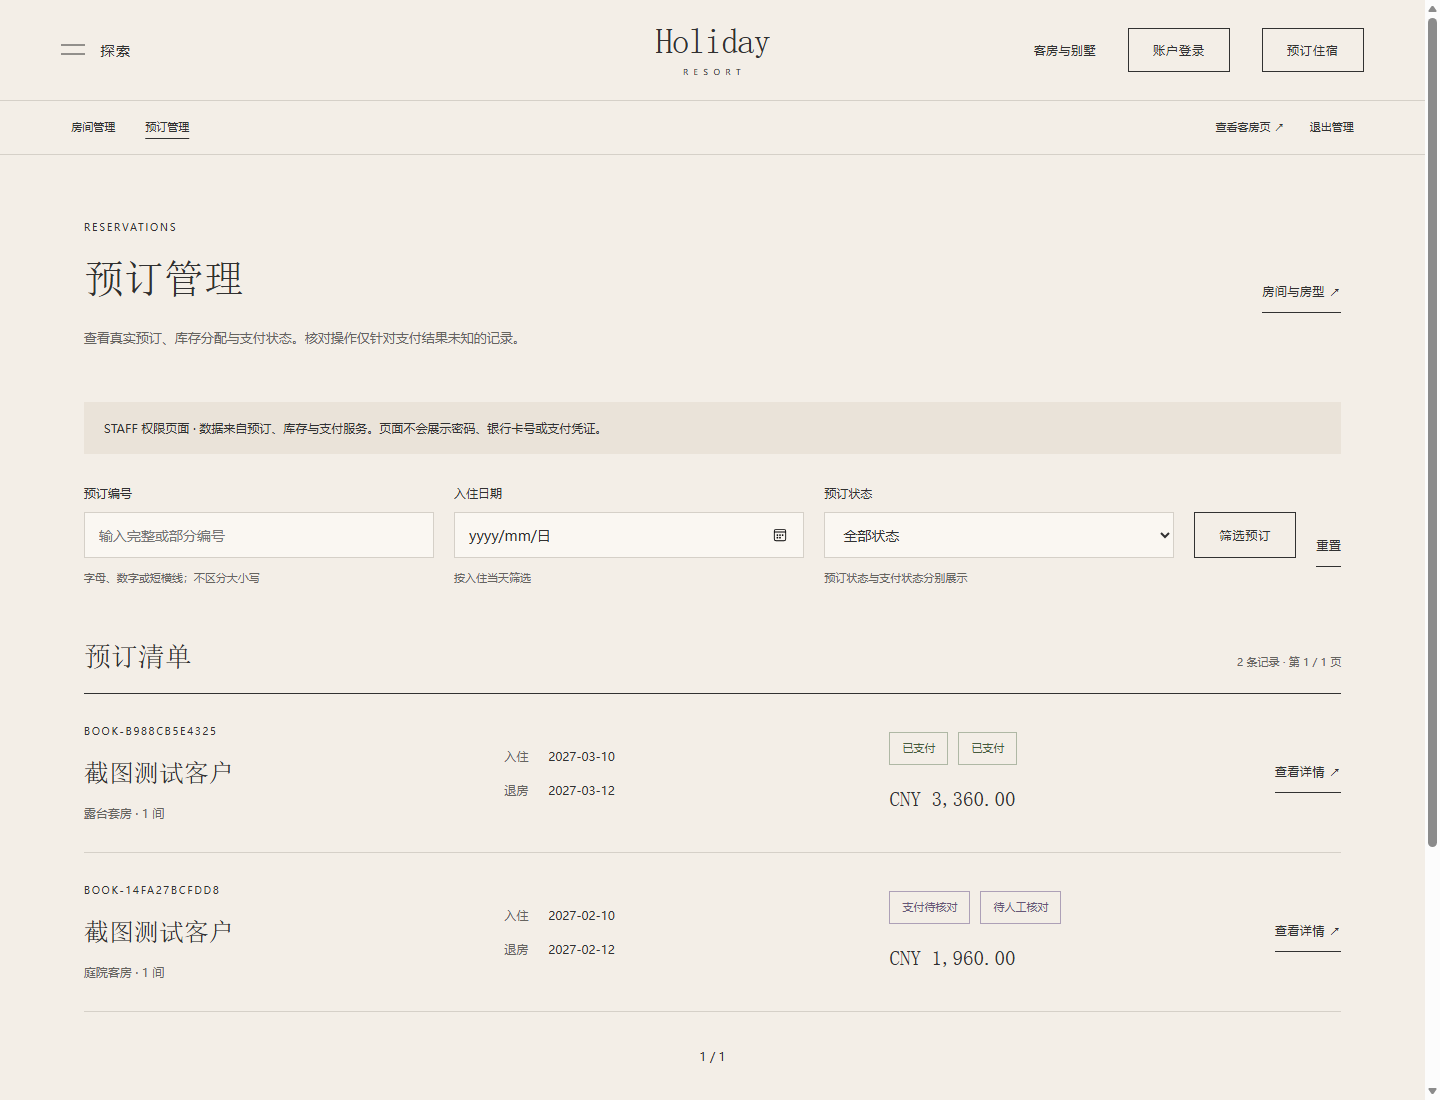 探索
Holiday
RESORT
客房与别墅
账户登录
预订住宿
房间管理
预订管理
查看客房页 ↗
退出管理
RESERVATIONS
预订管理
房间与房型 ↗
查看真实预订、库存分配与支付状态。核对操作仅针对支付结果未知的记录。
STAFF 权限页面 · 数据来自预订、库存与支付服务。页面不会展示密码、银行卡号或支付凭证。
预订编号
入住日期
预订状态
输入完整或部分编号
yyyy/mm/日
全部状态
筛选预订
重置
字母、数字或短横线；不区分大小写
按入住当天筛选
预订状态与支付状态分别展示
预订清单
2 条记录 · 第 1 / 1 页
BOOK-B988CB5E4325
截图测试客户
露台套房 · 1 间
入住 2027-03-10
退房 2027-03-12
已支付
已支付
CNY 3,360.00
查看详情 ↗
BOOK-14FA27BCFDD8
截图测试客户
庭院客房 · 1 间
入住 2027-02-10
退房 2027-02-12
支付待核对
待人工核对
CNY 1,960.00
查看详情 ↗
1 / 1